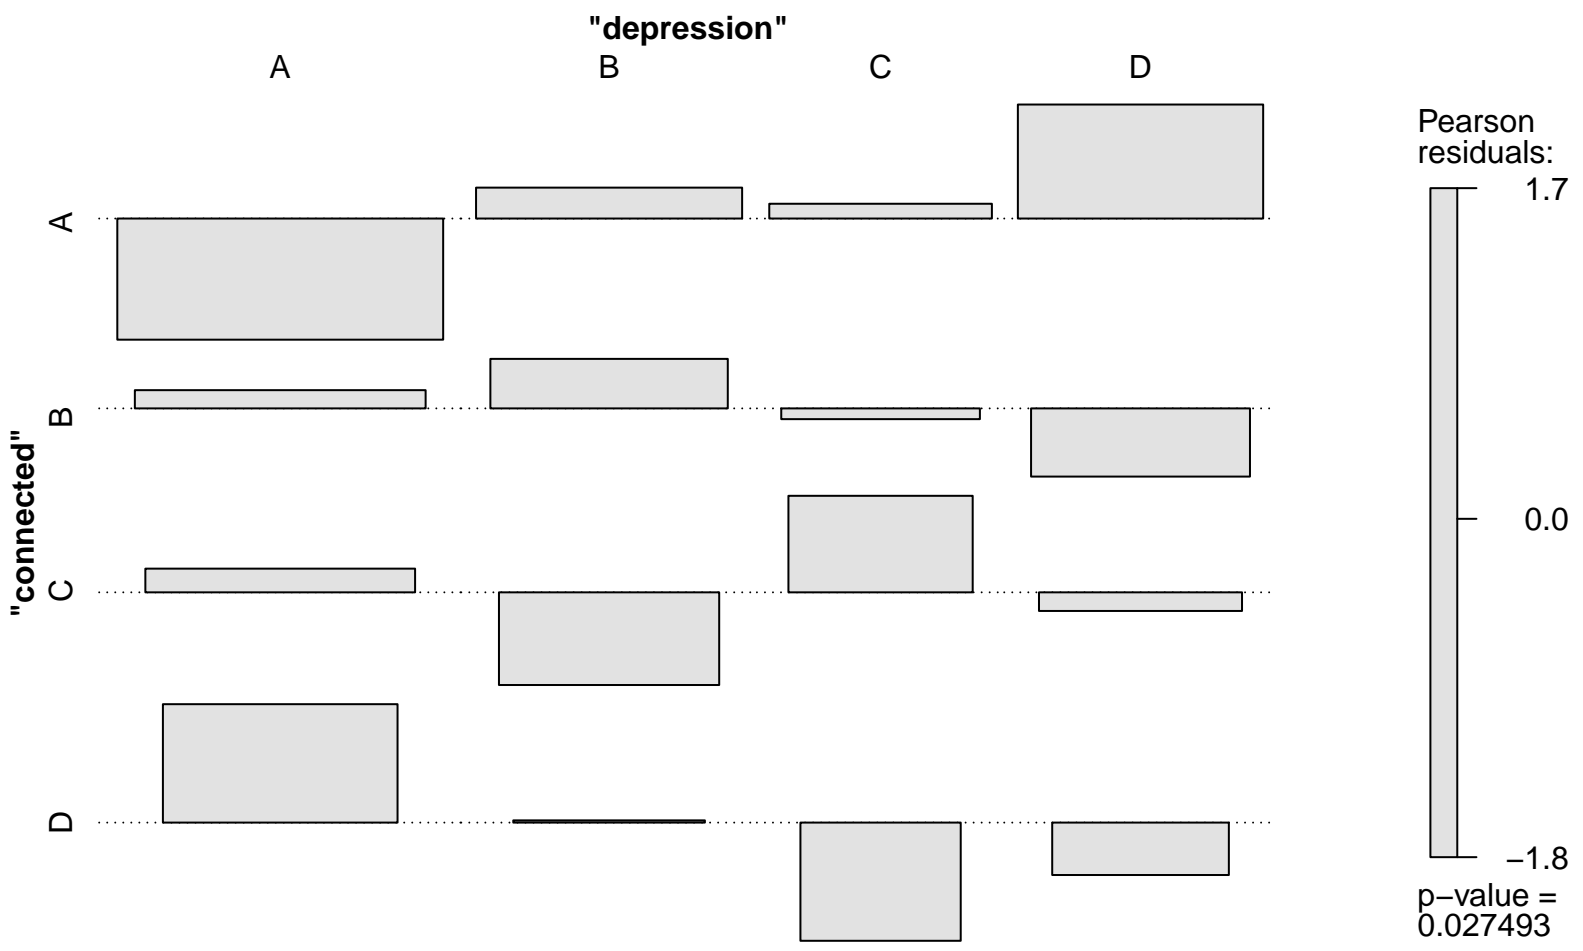 "depression"
A B C D
"connected"
A
B
C
D
Pearson
residuals:
1.7
0.0
−1.8
p−value =
0.027493